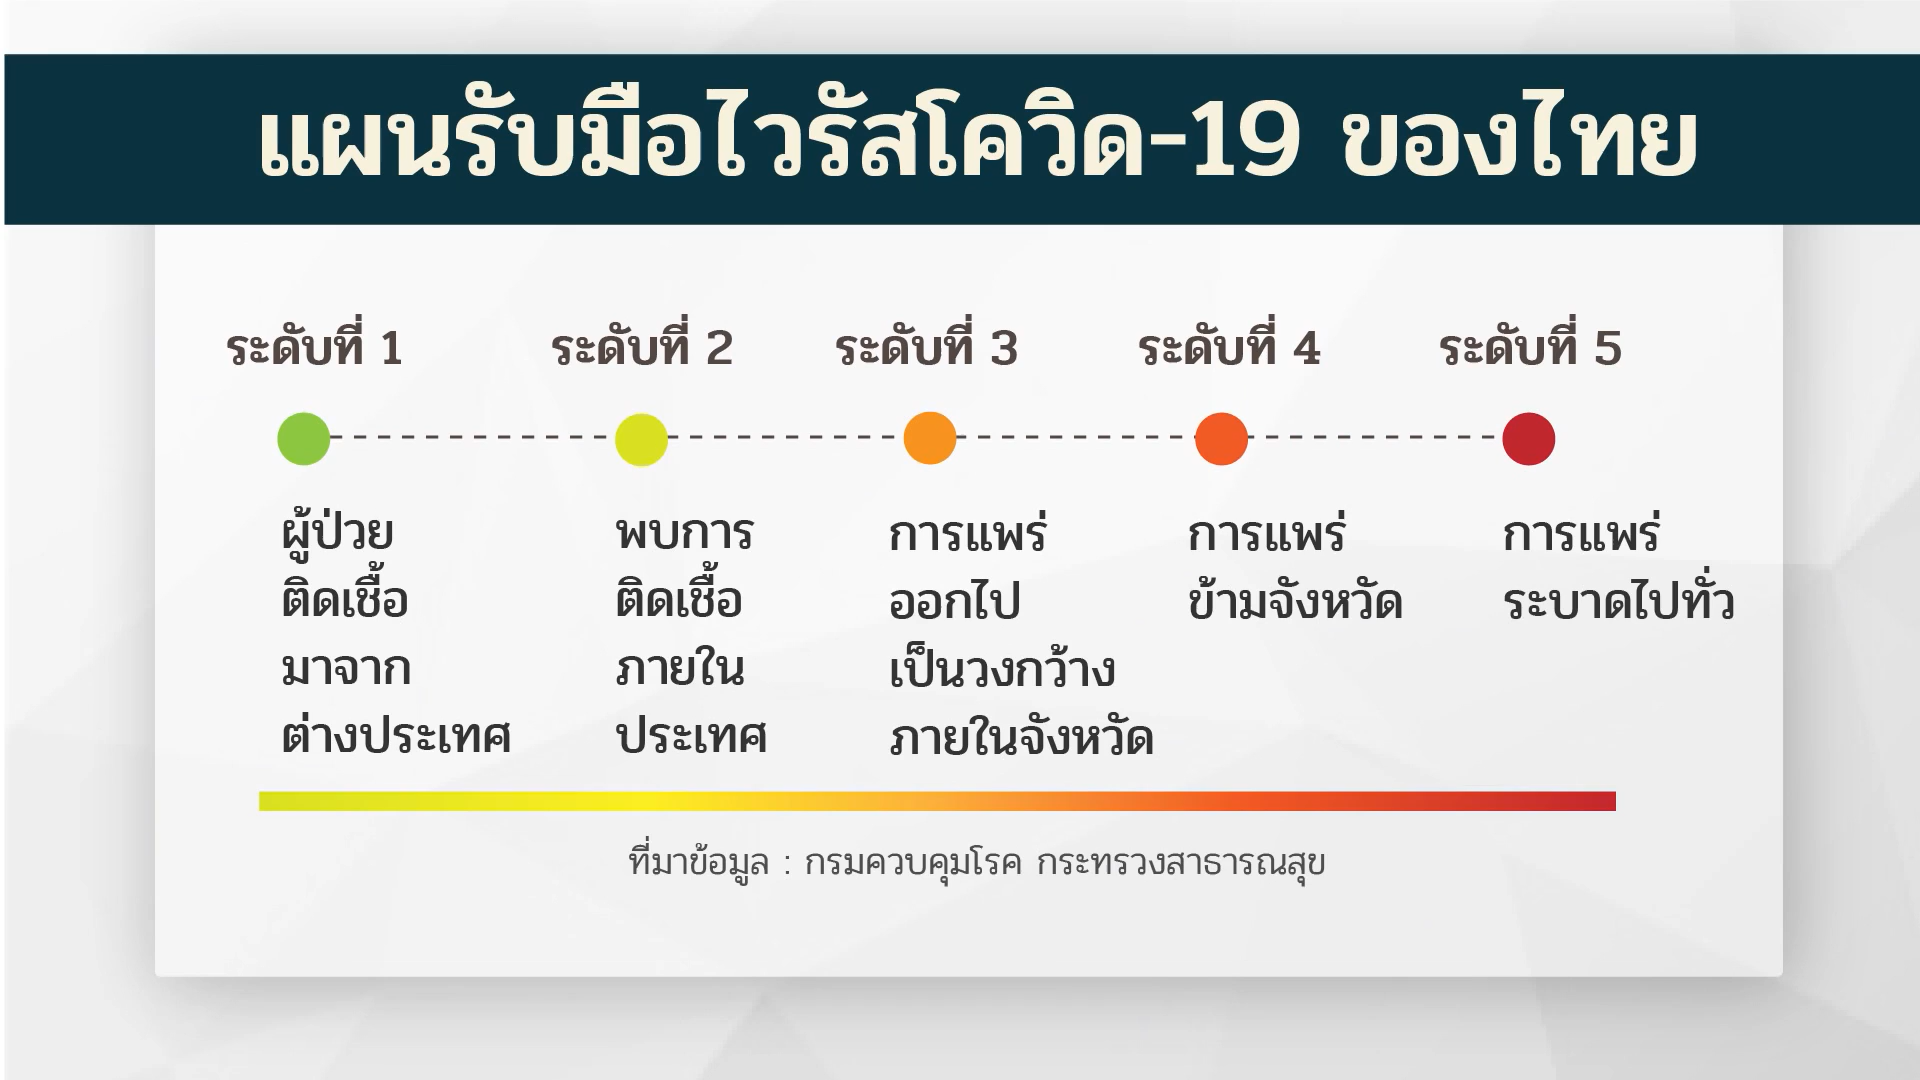 แผนรับมือไวรัสโควิด-19 ของไทย
ระดับที่ 1
ผู้ป่วย
ติดเชื้อ
มาจาก
ต่างประเทศ
ระดับที่ 2
พบการ
ติดเชื้อ
ภายใน
ประเทศ
ระดับที่ 3
การแพร่
ออกไป
เป็นวงกว้าง
ภายในจังหวัด
ระดับที่ 4
การแพร่
ข้ามจังหวัด
ระดับที่ 5
การแพร่
ระบาดไปทั่ว
ที่มาข้อมูล : กรมควบคุมโรค กระทรวงสาธารณสุข